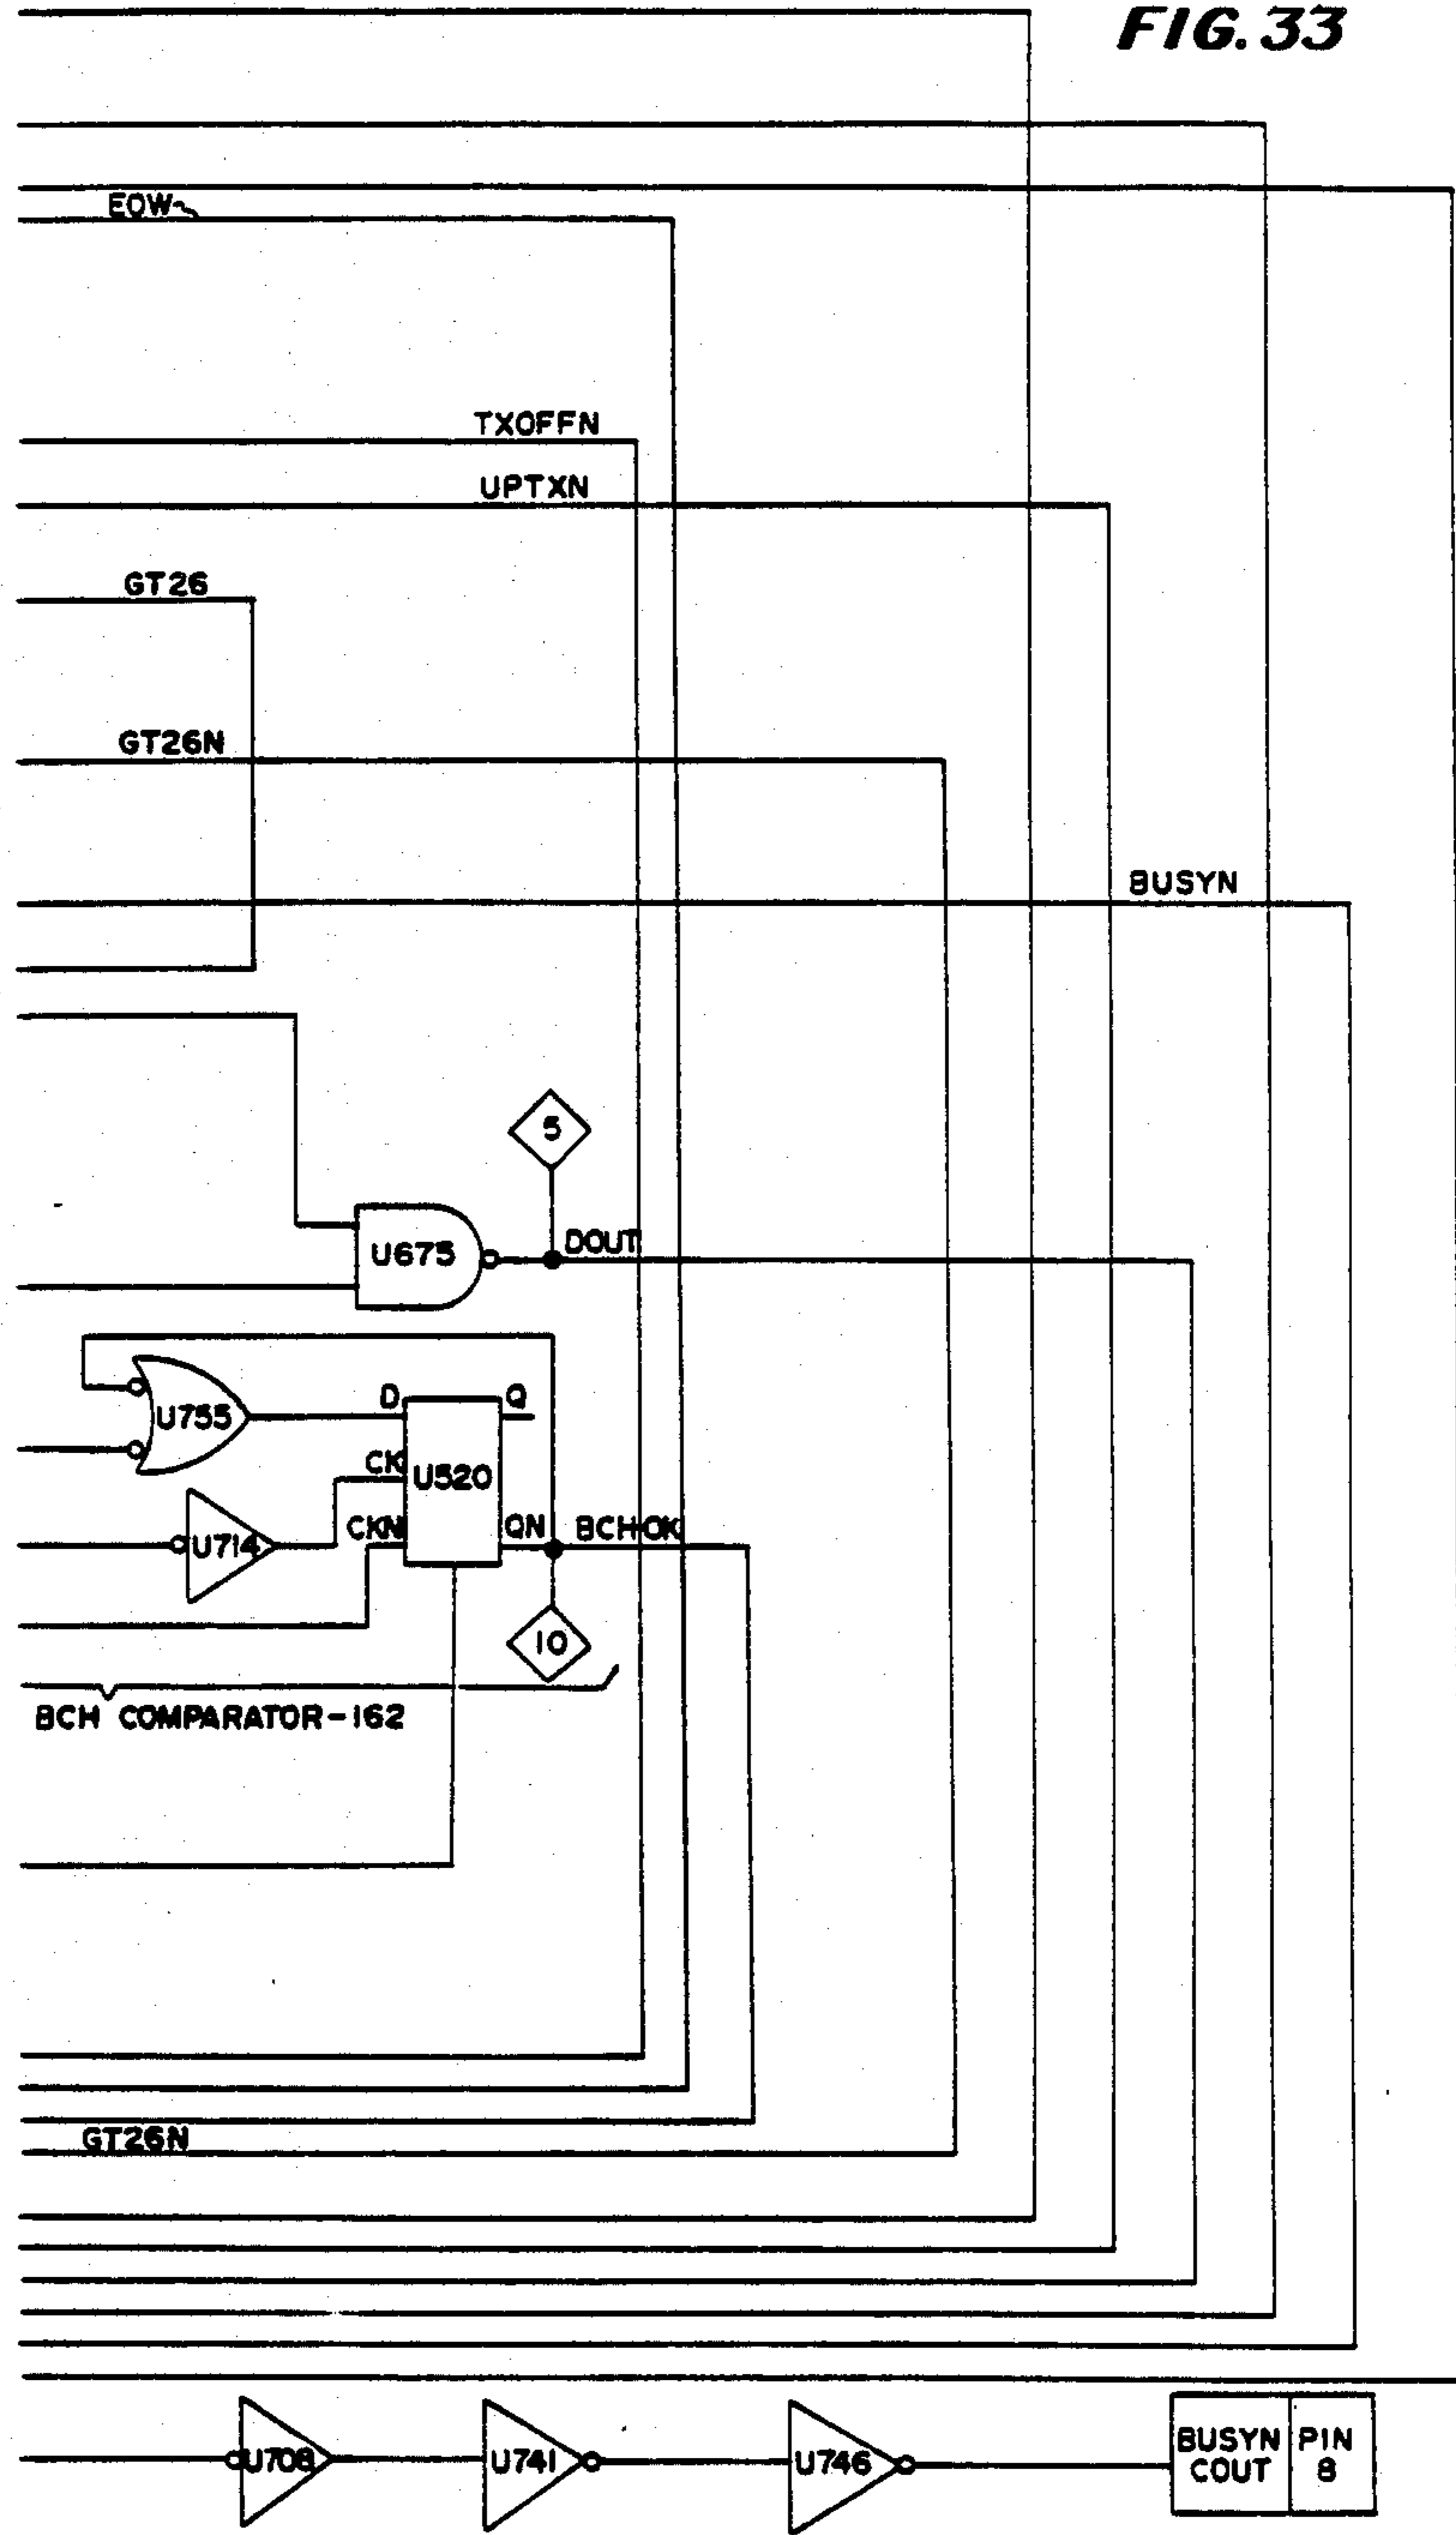 FIG. 33
EOW
TXOFFN
UPTXN
GT26
GT26N
BUSYN
5
U675
DOUT
U755
D
Q
CK
U520
U714
CKN
QN
BCHOK
10
BCH COMPARATOR-162
GT26N
U708
U741
U746
BUSYN
COUT
PIN
8